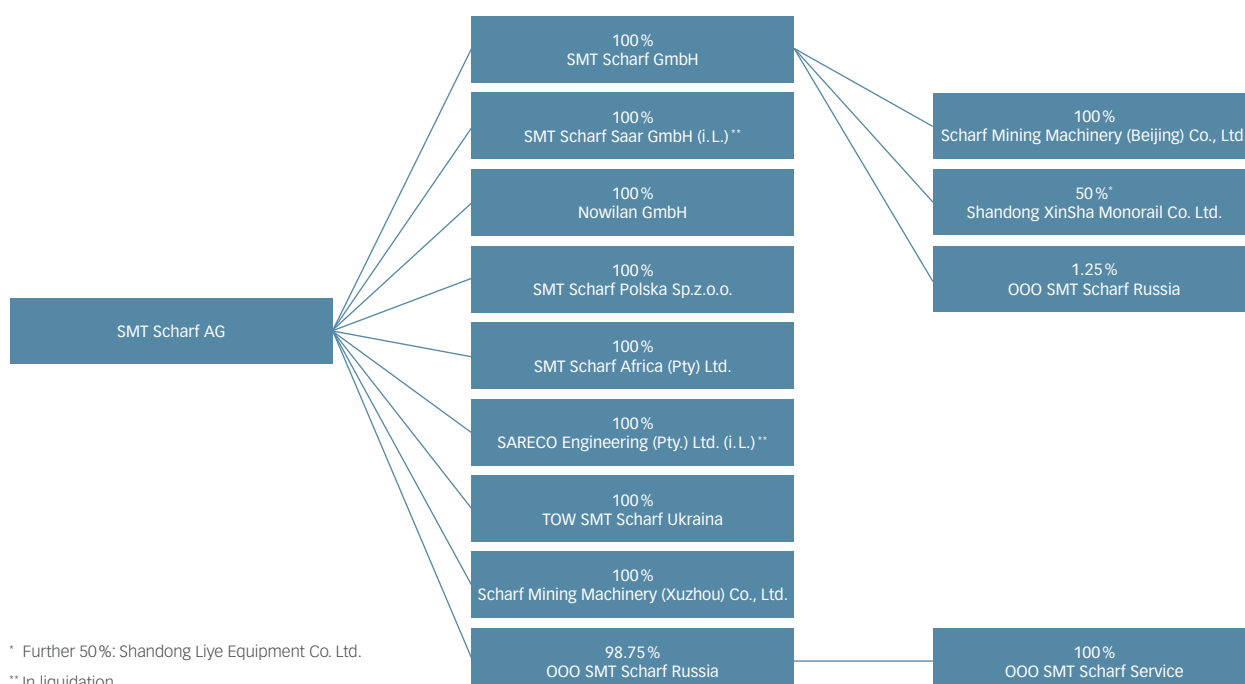 SMT Scharf AG
100 %
SMT Scharf GmbH
100 %
SMT Scharf Saar GmbH (i. L.) **
100 %
Nowilan GmbH
100 %
SMT Scharf Polska Sp.z.o.o.
100 %
SMT Scharf Africa (Pty) Ltd.
100 %
SARECO Engineering (Pty.) Ltd. (i. L.) **
100 %
TOW SMT Scharf Ukraina
100 %
Scharf Mining Machinery (Xuzhou) Co., Ltd.
98.75 %
OOO SMT Scharf Russia
100 %
Scharf Mining Machinery (Beijing) Co., Ltd
50 %*
Shandong XinSha Monorail Co. Ltd.
1.25 %
OOO SMT Scharf Russia
100 %
OOO SMT Scharf Service
* Further 50 %: Shandong Liye Equipment Co. Ltd.
** In liquidation